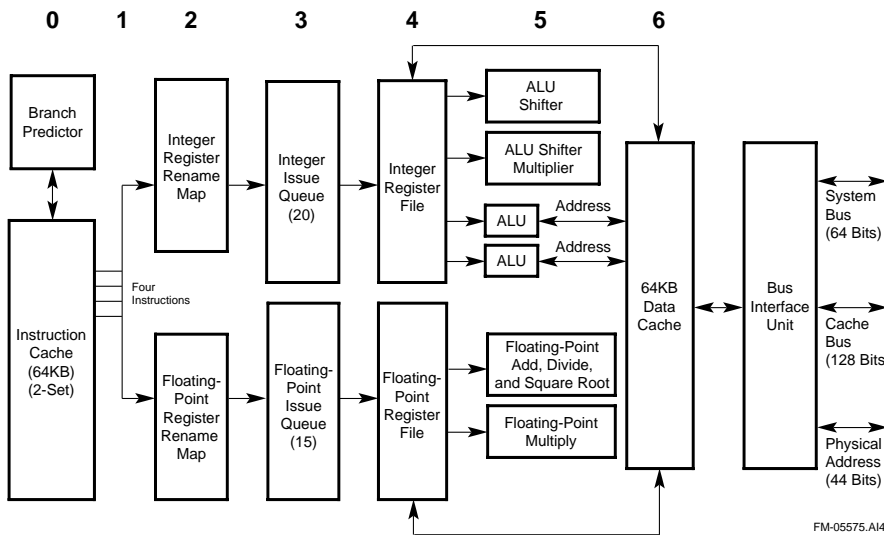 0 1 2 3 4 5 6
Branch
Predictor
Instruction
Cache
(64KB)
(2-Set)
Four
Instructions
Integer
Register
Rename
Map
Floating-
Point
Register
Rename
Map
Integer
Issue
Queue
(20)
Floating-
Point
Issue
Queue
(15)
Integer
Register
File
Floating-
Point
Register
File
ALU
Shifter
ALU Shifter
Multiplier
ALU
Address
ALU
Address
Floating-Point
Add, Divide,
and Square Root
Floating-Point
Multiply
64KB
Data
Cache
Bus
Interface
Unit
System
Bus
(64 Bits)
Cache
Bus
(128 Bits)
Physical
Address
(44 Bits)
FM-05575.AI4